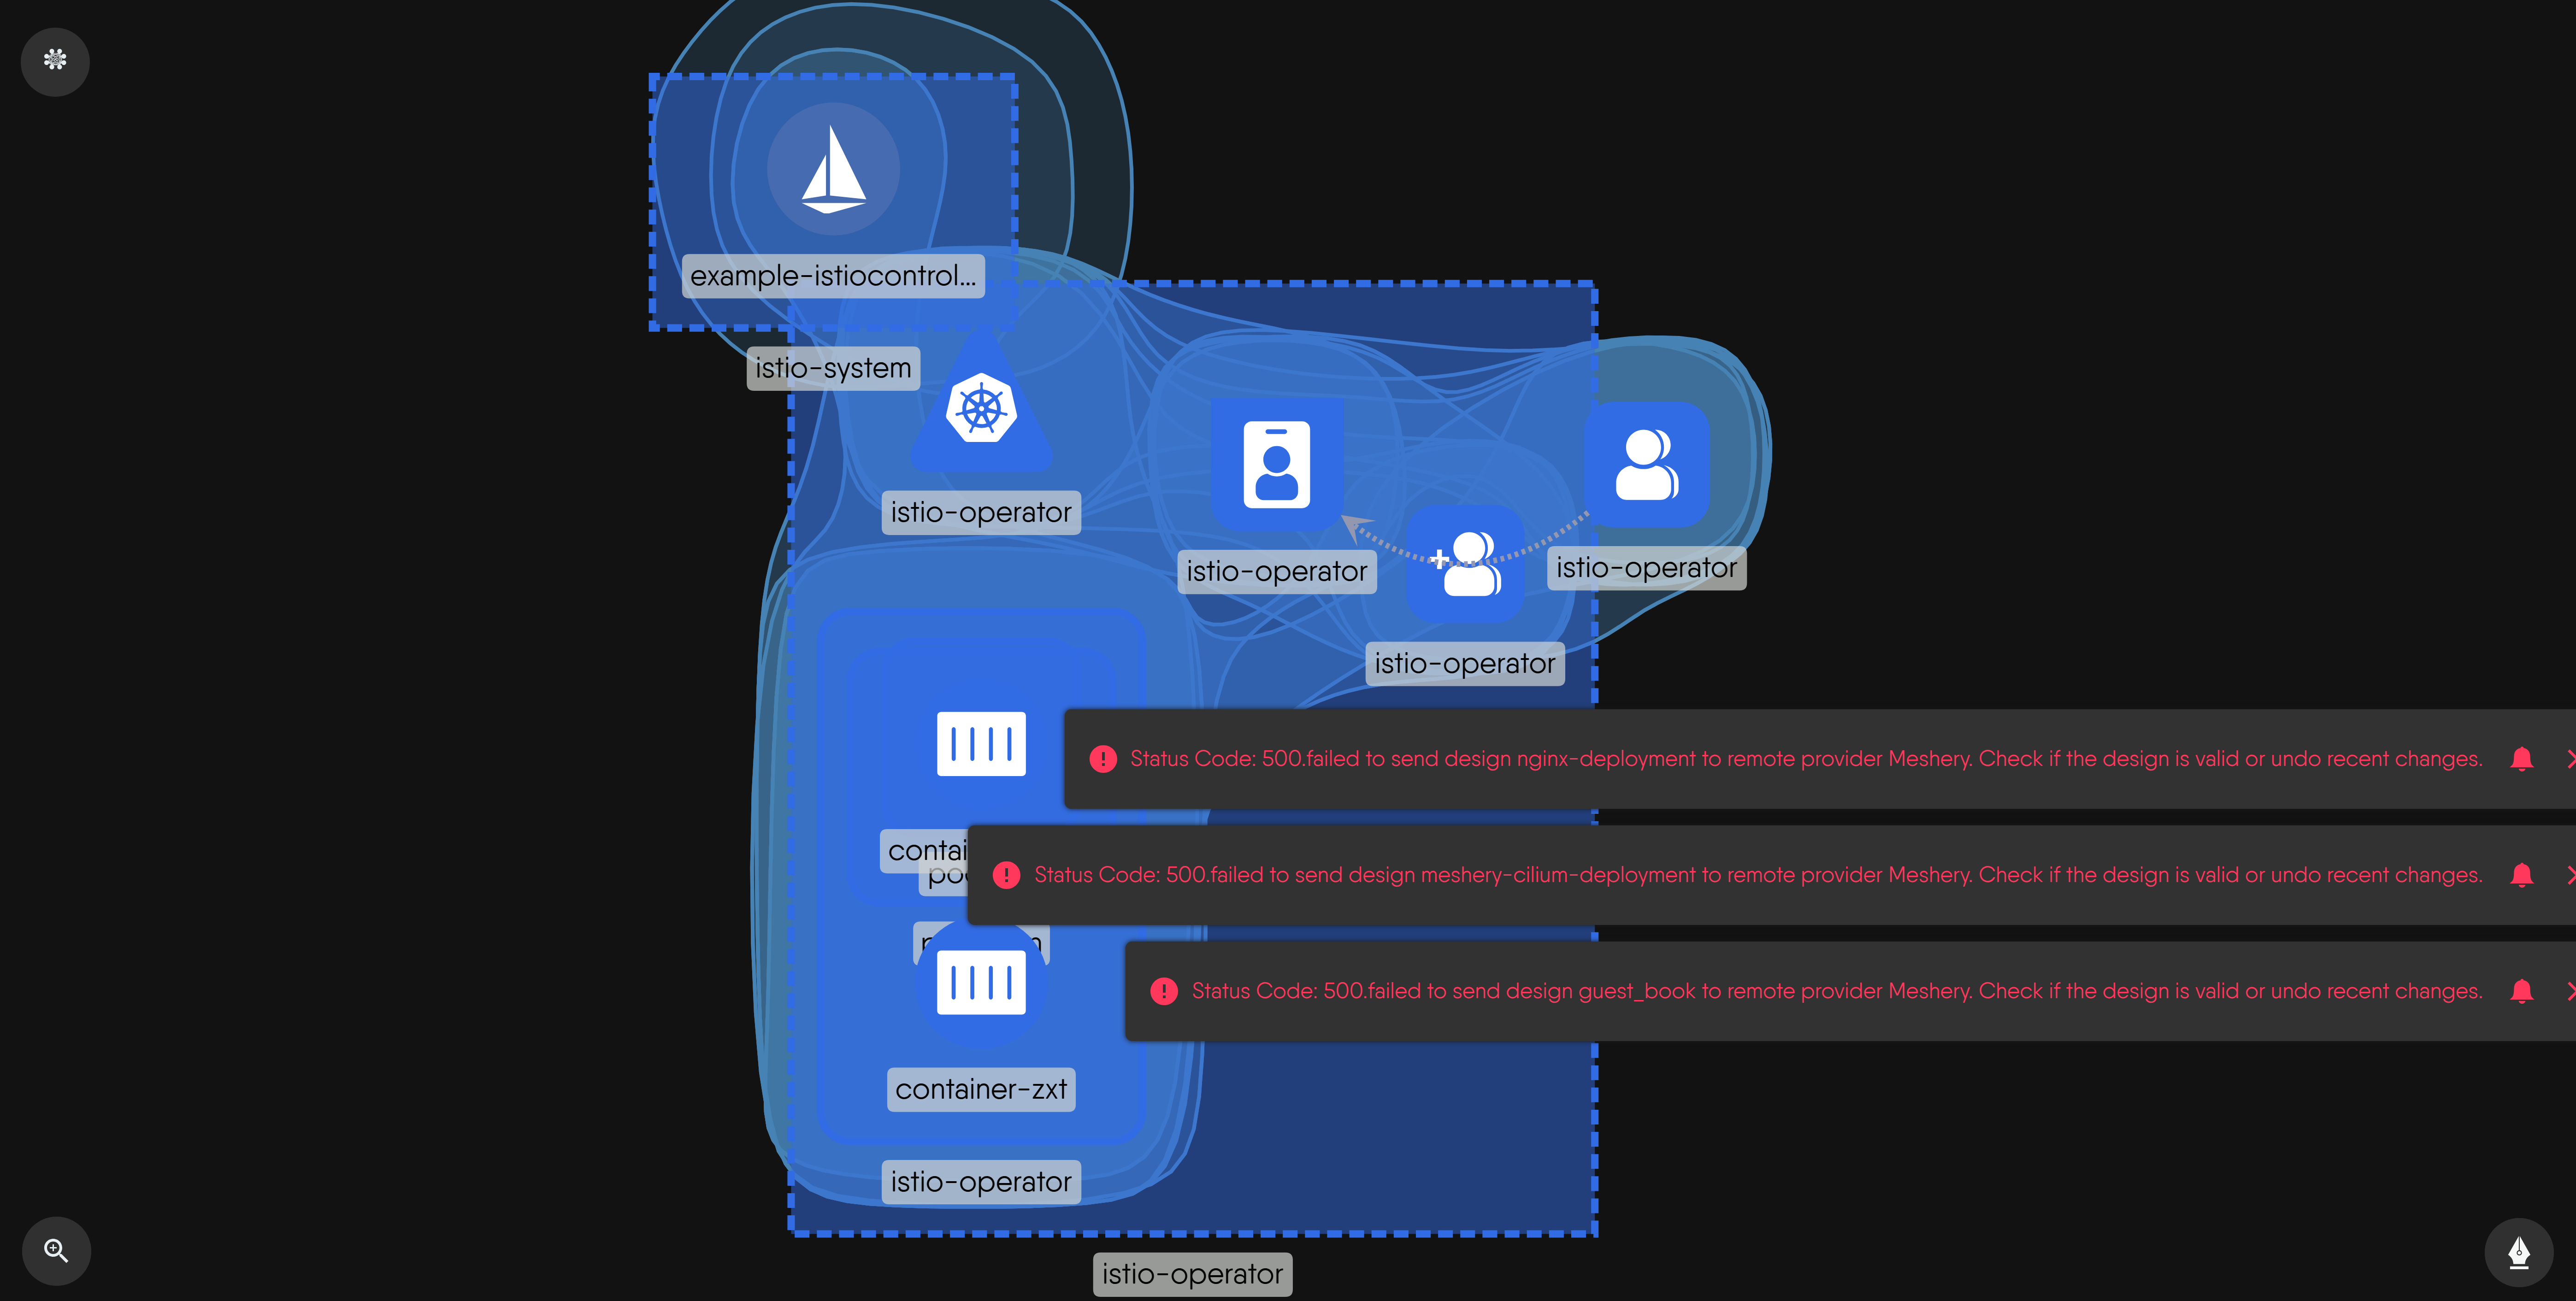 example-istiocontrol...
istio-system
istio-operator
istio-operator
istio-operator
istio-operator
Status Code: 500.failed to send design nginx-deployment to remote provider Meshery. Check if the design is valid or undo recent changes.
Status Code: 500.failed to send design meshery-cilium-deployment to remote provider Meshery. Check if the design is valid or undo recent changes.
Status Code: 500.failed to send design guest_book to remote provider Meshery. Check if the design is valid or undo recent changes.
container-zxt
istio-operator
istio-operator